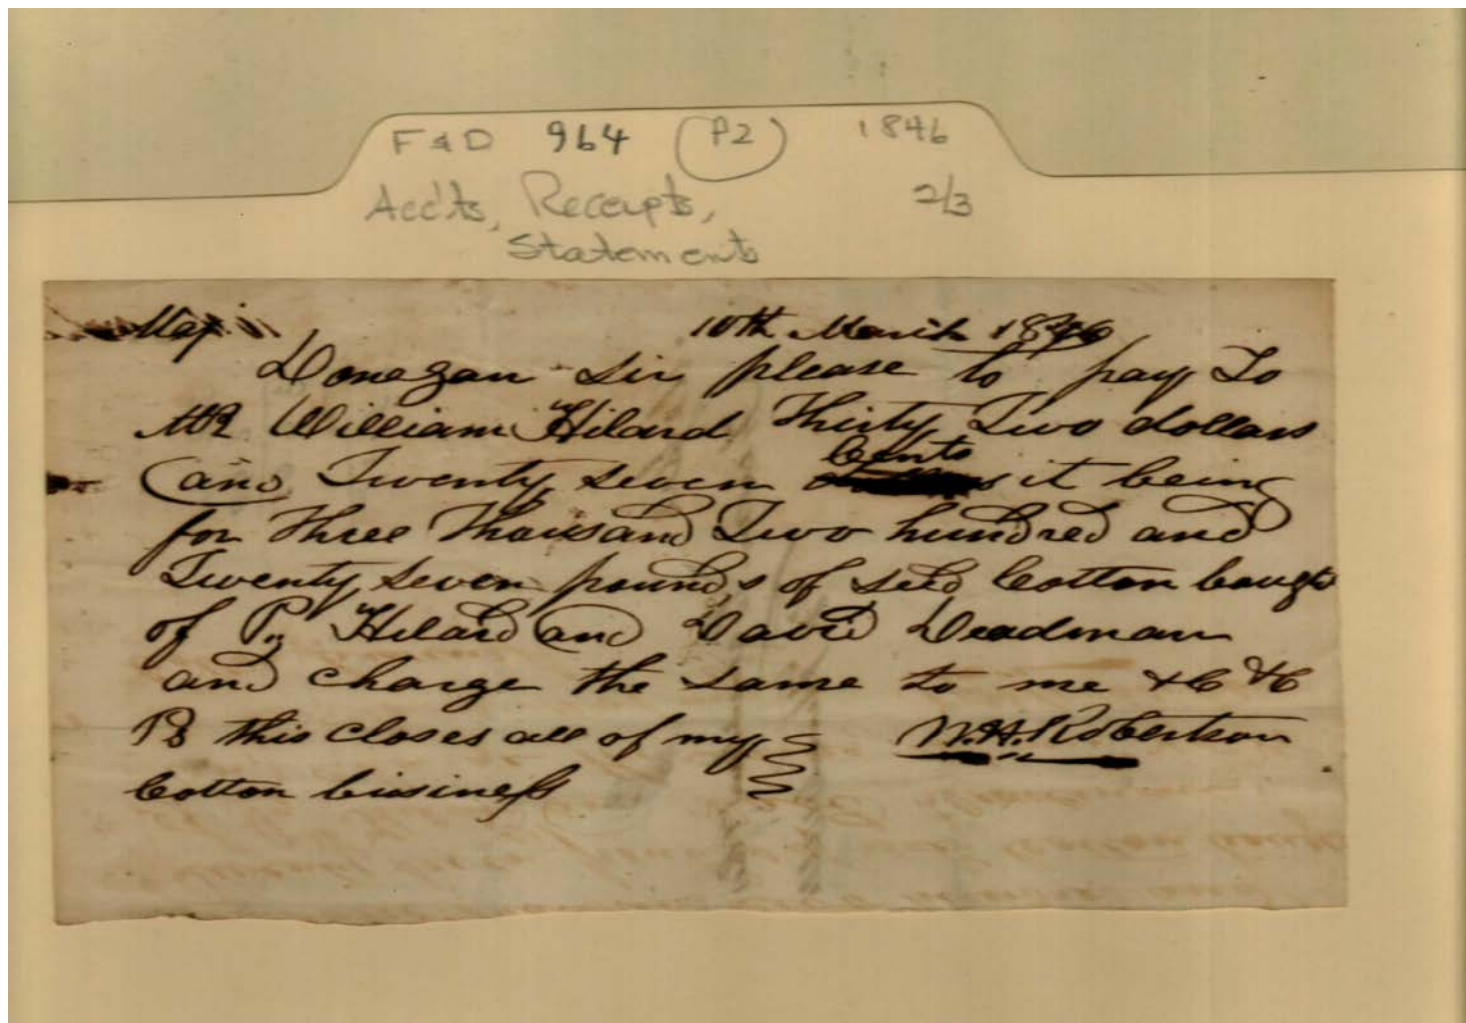 F & D 964 (P2) 1846
Acc'ts, Receipts, 2/3
Statements
Maj 10th March 1846
Donegan Sir please to pay To
MR William Hilard Thirty Two dollars
and Twenty seven Cents it being
for Three Thousand Two hundred and
Twenty seven pounds of seed Cotton bought
of P. Hilard and David Deadman
and charge the same to me &C &C
PS this closes all of my W.H. Robertson
Cotton business